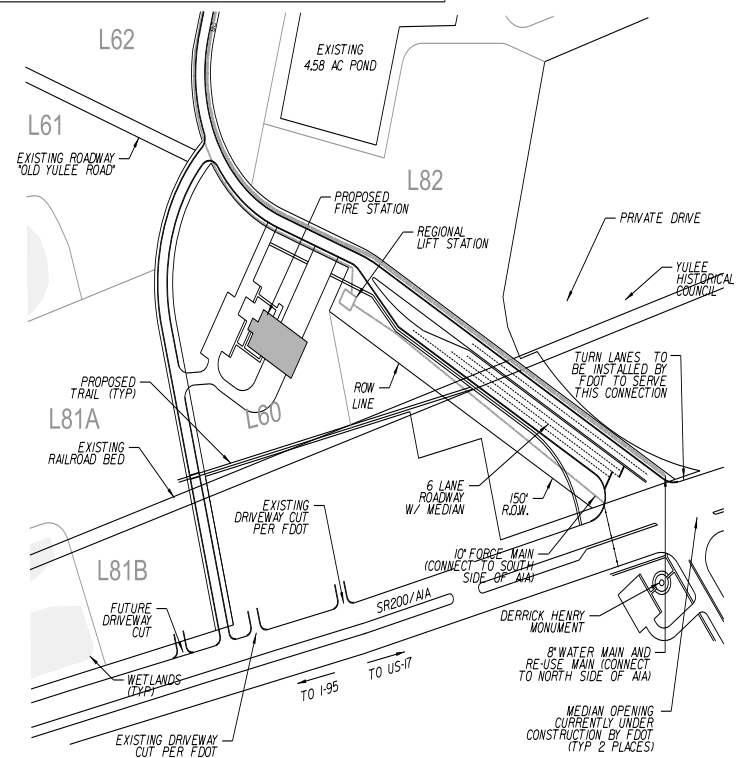 L62
EXISTING
4.58 AC POND
L61
EXISTING ROADWAY
"OLD YULEE ROAD"
L82
PROPOSED
FIRE STATION
REGIONAL
LIFT STATION
PRIVATE DRIVE
YULEE
HISTORICAL
COUNCIL
TURN LANES TO
BE INSTALLED BY
FDOT TO SERVE
THIS CONNECTION
PROPOSED
TRAIL (TYP)
ROW
LINE
L81A
L60
EXISTING
RAILROAD BED
6 LANE
ROADWAY
W/ MEDIAN
150'
R.O.W.
EXISTING
DRIVEWAY CUT
PER FDOT
10" FORCE MAIN
(CONNECT TO SOUTH
SIDE OF A1A)
L81B
FUTURE
DRIVEWAY
CUT
SR200/A1A
DERRICK HENRY
MONUMENT
8" WATER MAIN AND
RE-USE MAIN (CONNECT
TO NORTH SIDE OF A1A)
WETLANDS
(TYP)
TO I-95
TO US-17
EXISTING DRIVEWAY
CUT PER FDOT
MEDIAN OPENING
CURRENTLY UNDER
CONSTRUCTION BY FDOT
(TYP 2 PLACES)